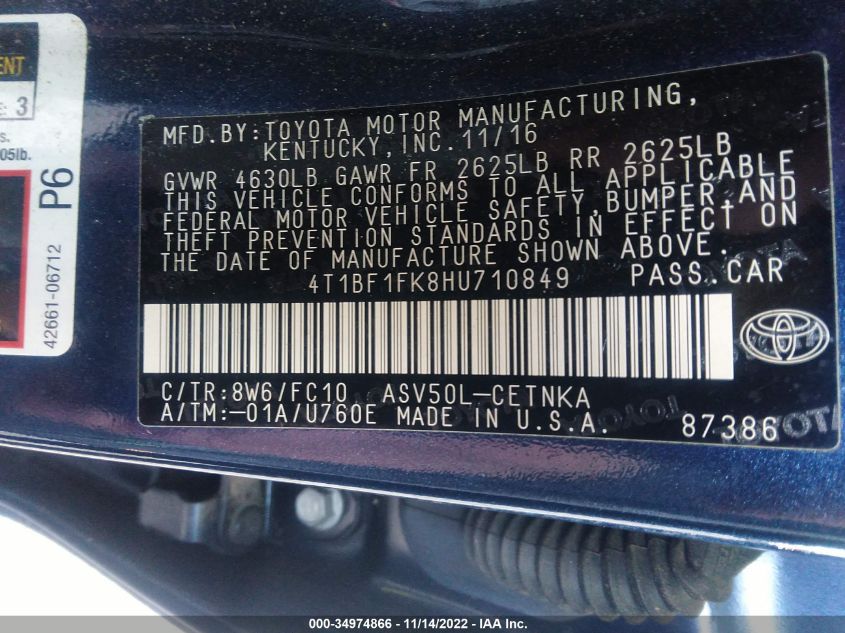 ENT
E: 3
s.
05lb.
P6
42661-06712
MFD.BY:TOYOTA MOTOR MANUFACTURING,
KENTUCKY,INC.11/16
GVWR 4630LB GAWR FR 2625LB RR 2625LB
THIS VEHICLE CONFORMS TO ALL APPLICABLE
FEDERAL MOTOR VEHICLE SAFETY,BUMPER,AND
THEFT PREVENTION STANDARDS IN EFFECT ON
THE DATE OF MANUFACTURE SHOWN ABOVE.
4T1BF1FK8HU710849 PASS.CAR
C/TR:8W6/FC10 ASV50L-CETNKA
A/TM:-01A/U760E MADE IN U.S.A.
87386
000-34974866 - 11/14/2022 - IAA Inc.